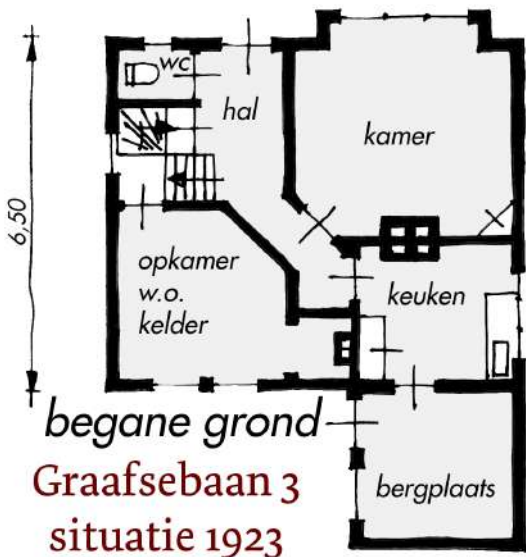 wc
hal
kamer
6,50
opkamer
w.o.
kelder
keuken
begane grond
bergplaats
Graafsebaan 3
situatie 1923